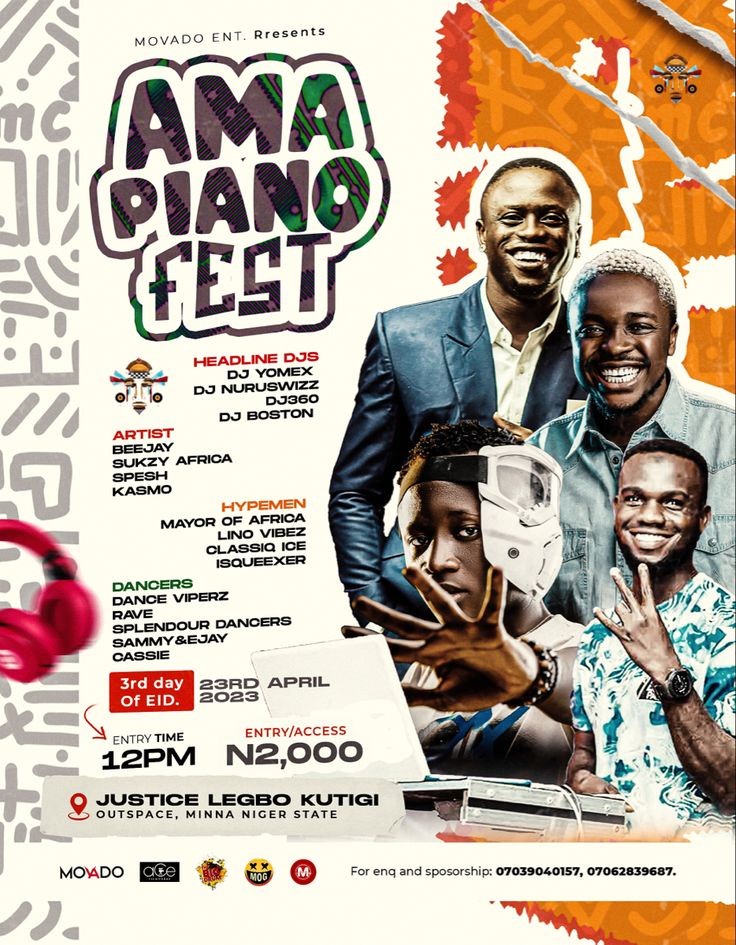 MOVADO ENT. Rresents
AMA
PIANO
FEST
HEADLINE DJS
DJ YOMEX
DJ NURUSWIZZ
DJ360
DJ BOSTON
ARTIST
BEEJAY
SUKZY AFRICA
SPESH
KASMO
HYPEMEN
MAYOR OF AFRICA
LINO VIBEZ
CLASSIQ ICE
ISQUEEXER
DANCERS
DANCE VIPERZ
RAVE
SPLENDOUR DANCERS
SAMMY&EJAY
CASSIE
3rd day
Of EID.
23RD APRIL
2023
ENTRY TIME
12PM
ENTRY/ACCESS
N2,000
JUSTICE LEGBO KUTIGI
OUTSPACE, MINNA NIGER STATE
MOVADO
ace
MOG
M
For enq and sposorship: 07039040157, 07062839687.